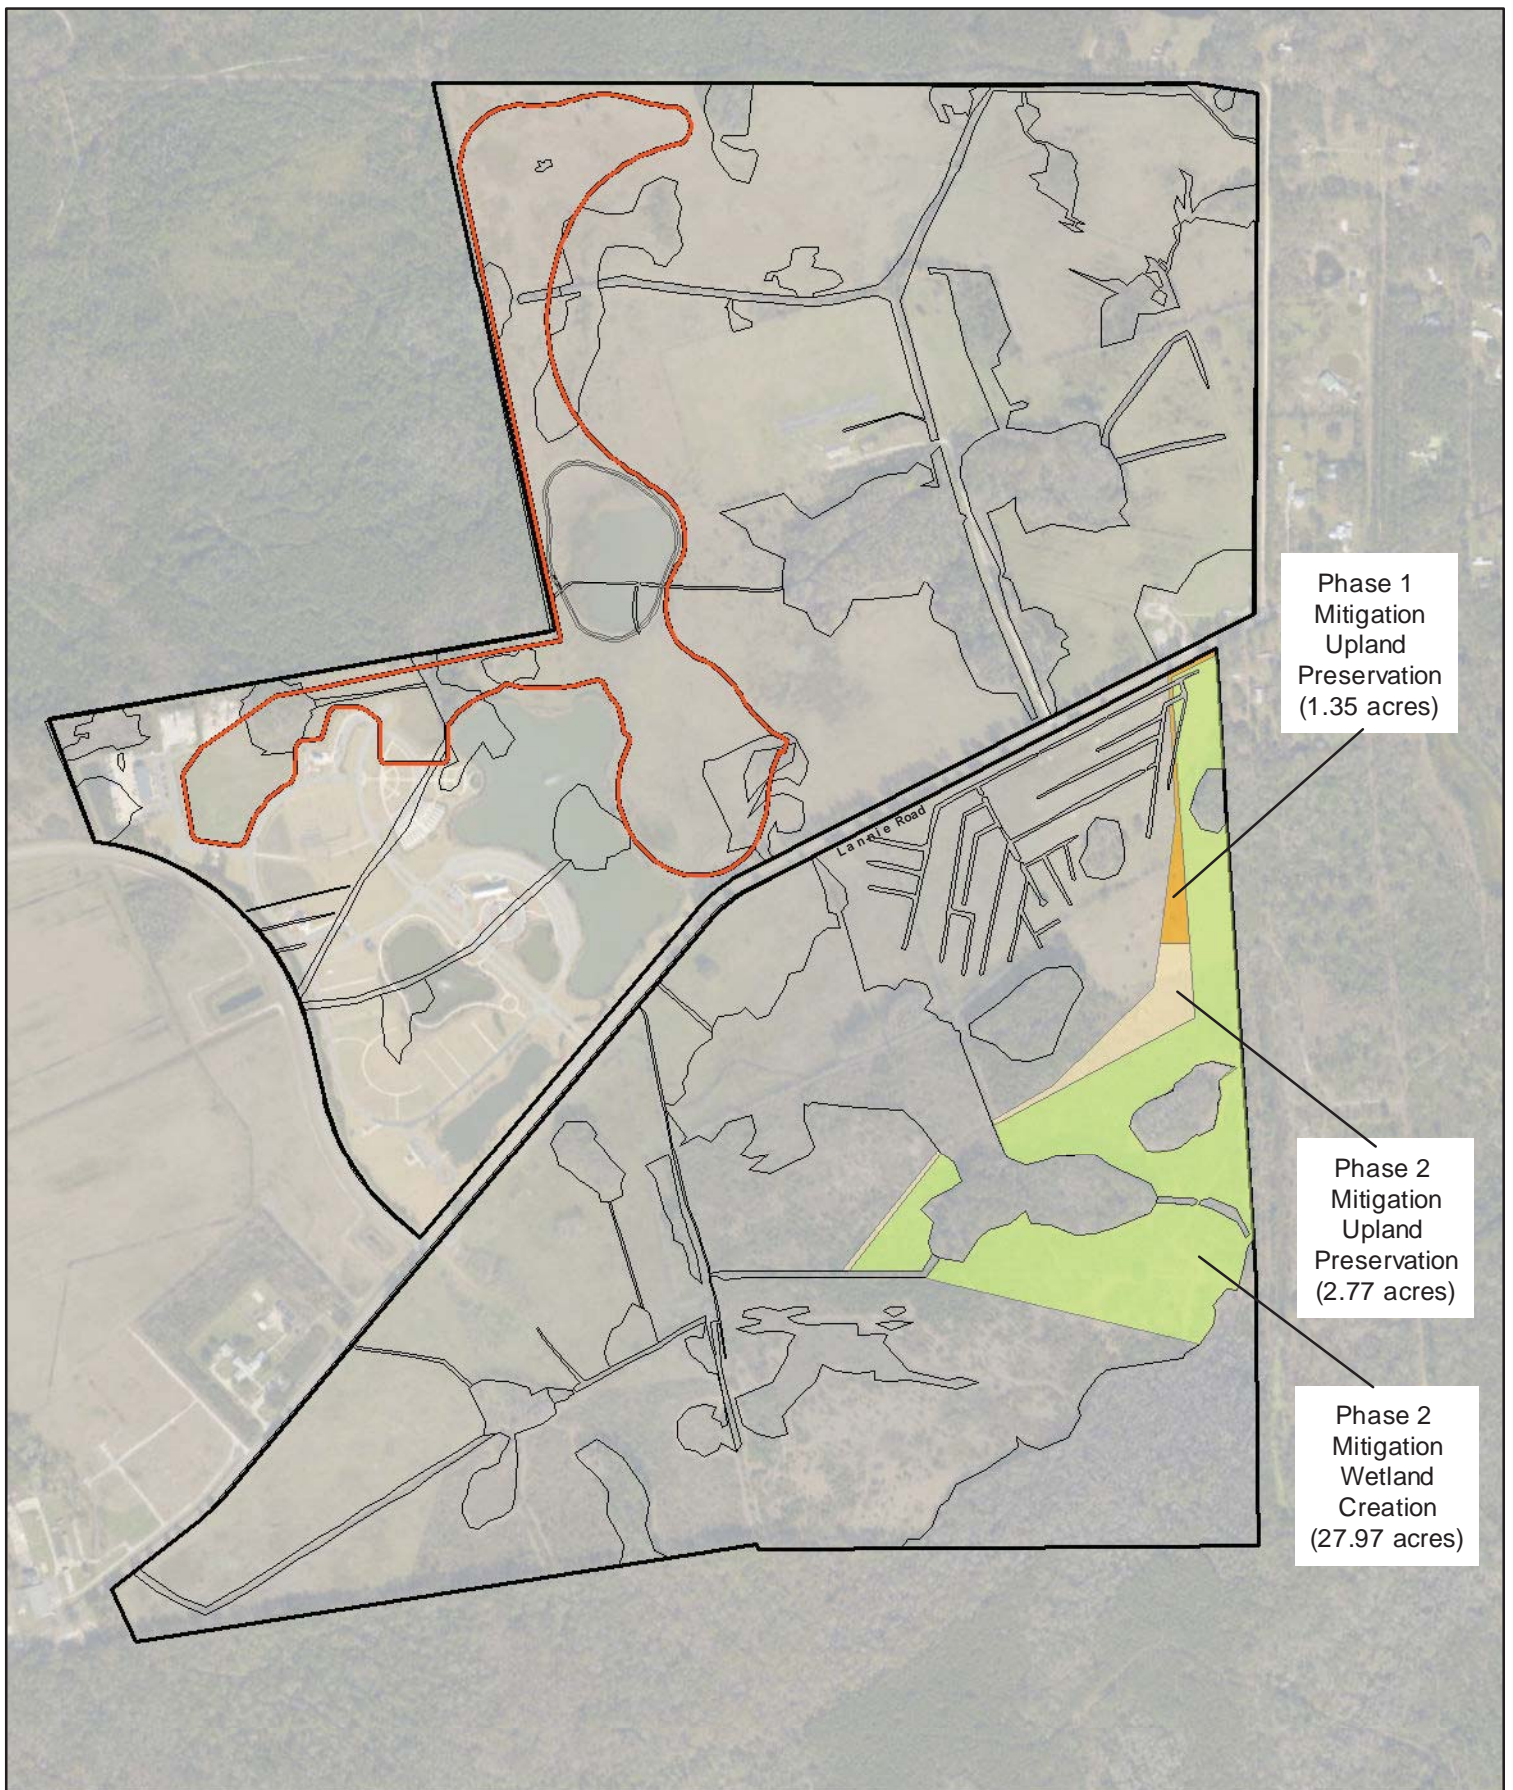 Phase 1
Mitigation
Upland
Preservation
(1.35 acres)
Lannie Road
Phase 2
Mitigation
Upland
Preservation
(2.77 acres)
Phase 2
Mitigation
Wetland
Creation
(27.97 acres)